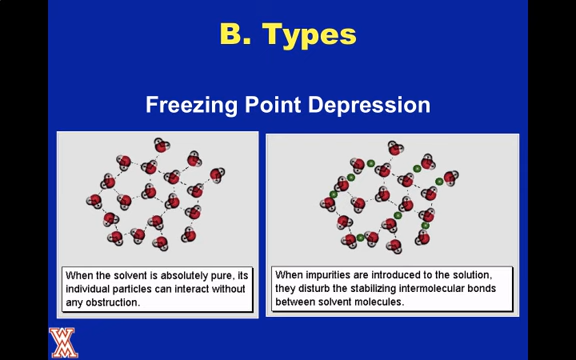 B. Types
Freezing Point Depression
When the solvent is absolutely pure, its
individual particles can interact without
any obstruction.
When impurities are introduced to the solution,
they disturb the stabilizing intermolecular bonds
between solvent molecules.